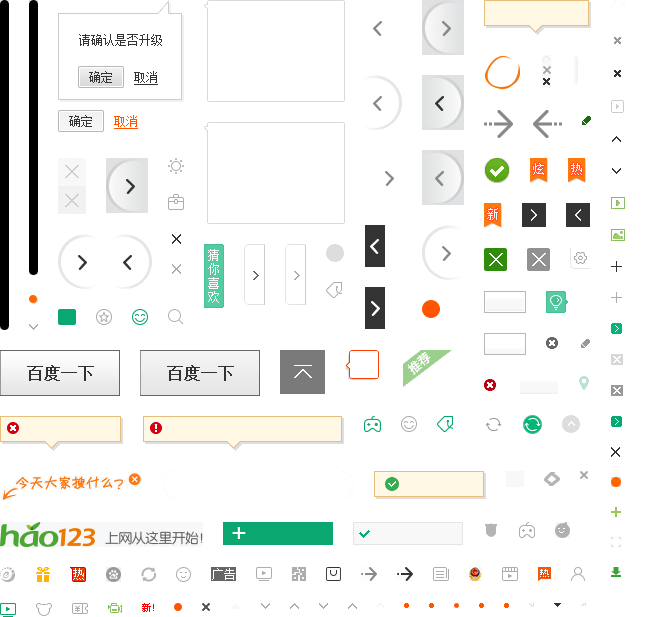 请确认是否升级
确定 取消
确定 取消
炫 热
新
猜你喜欢
百度一下 百度一下
推荐
今天大家搜什么?
hao123 上网从这里开始!
热 广告 热
新!